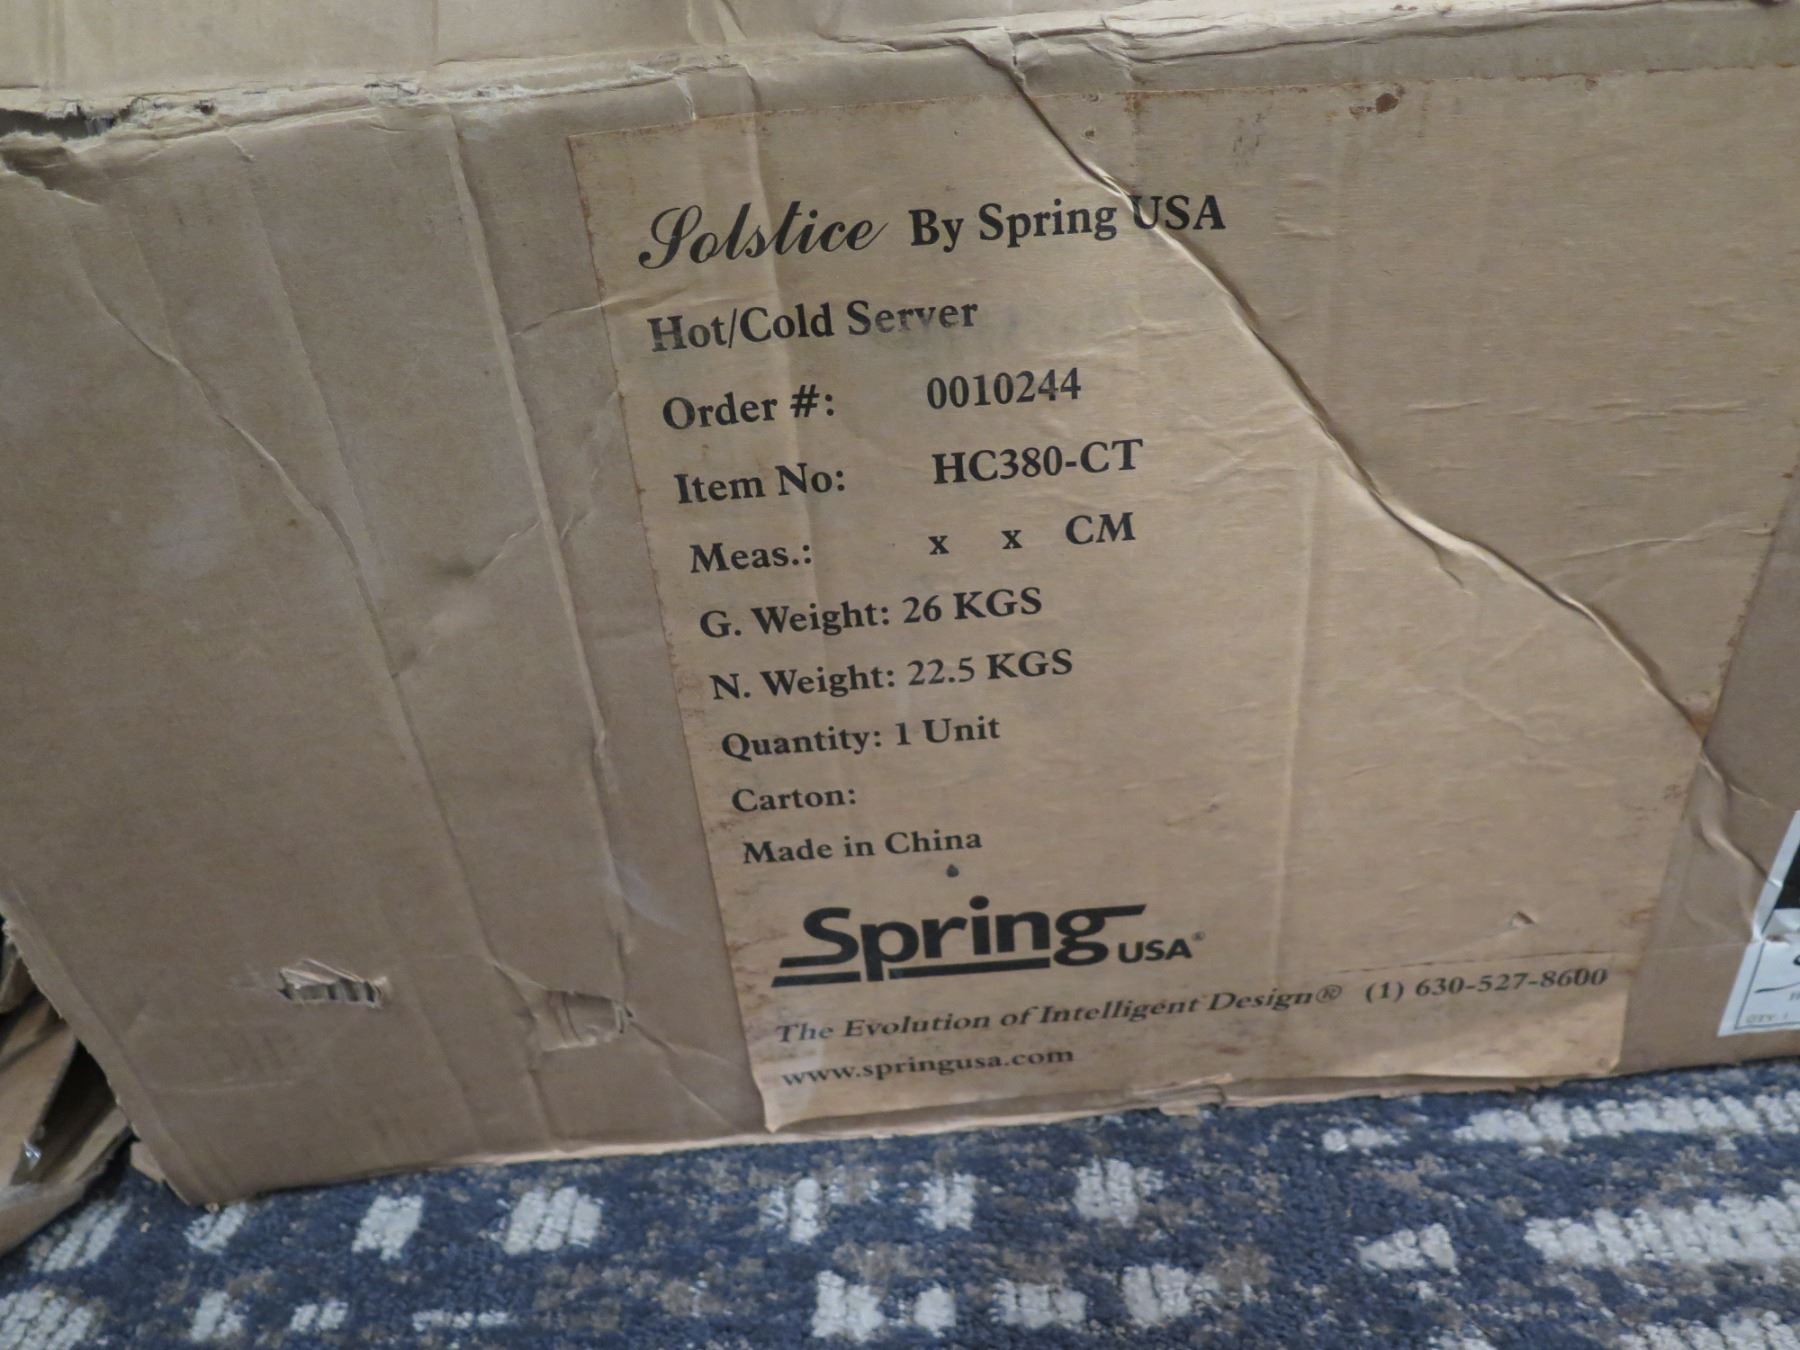 Solstice By Spring USA
Hot/Cold Server
Order #: 0010244
Item No: HC380-CT
Meas.: x x CM
G. Weight: 26 KGS
N. Weight: 22.5 KGS
Quantity: 1 Unit
Carton:
Made in China
Spring USA®
The Evolution of Intelligent Design® (1) 630-527-8600
www.springusa.com
QTY 1